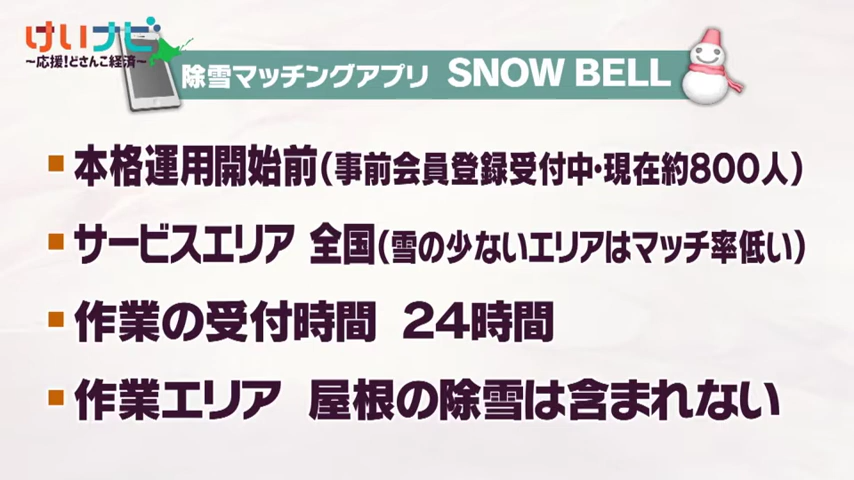 けいナビ
～応援！どさんこ経済～
除雪マッチングアプリ SNOW BELL
■ 本格運用開始前（事前会員登録受付中・現在約800人）
■ サービスエリア 全国（雪の少ないエリアはマッチ率低い）
■ 作業の受付時間 24時間
■ 作業エリア 屋根の除雪は含まれない